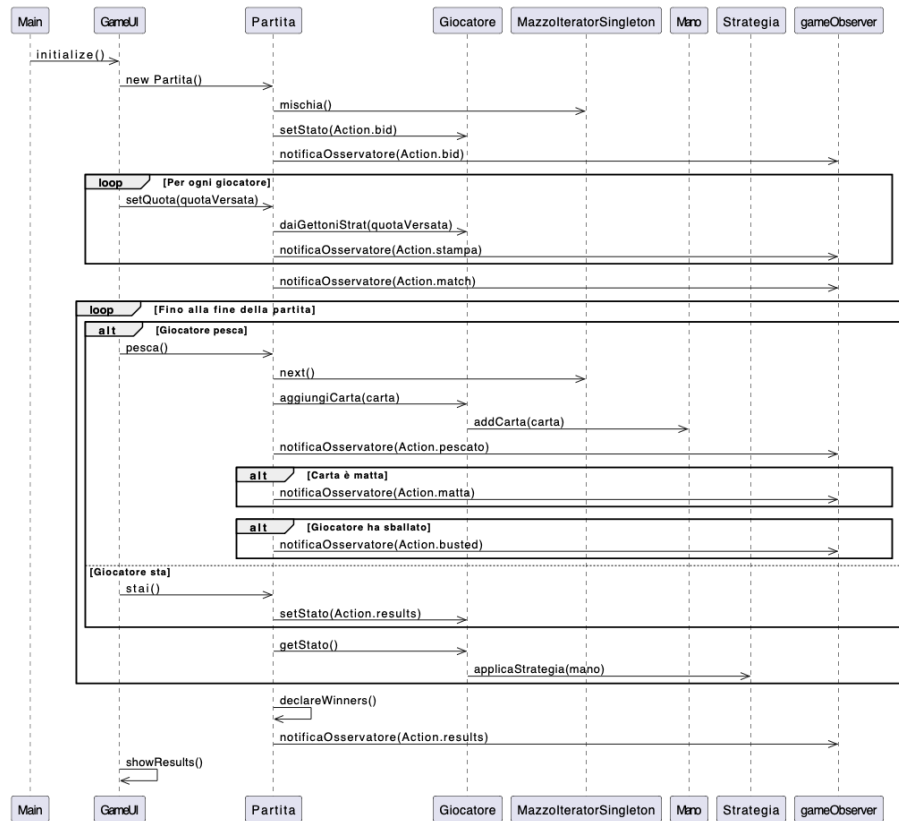 Main GameUI Partita Giocatore MazzoIteratorSingleton Mano Strategia gameObserver
initialize()
new Partita()
mischia()
setStato(Action.bid)
notificaOsservatore(Action.bid)
loop [Per ogni giocatore]
setQuota(quotaVersata)
daiGettoniStrat(quotaVersata)
notificaOsservatore(Action.stampa)
notificaOsservatore(Action.match)
loop [Fino alla fine della partita]
alt [Giocatore pesca]
pesca()
next()
aggiungiCarta(carta)
addCarta(carta)
notificaOsservatore(Action.pescato)
alt [Carta è matta]
notificaOsservatore(Action.matta)
alt [Giocatore ha sballato]
notificaOsservatore(Action.busted)
[Giocatore sta]
stai()
setStato(Action.results)
getStato()
applicaStrategia(mano)
declareWinners()
notificaOsservatore(Action.results)
showResults()
Main GameUI Partita Giocatore MazzoIteratorSingleton Mano Strategia gameObserver